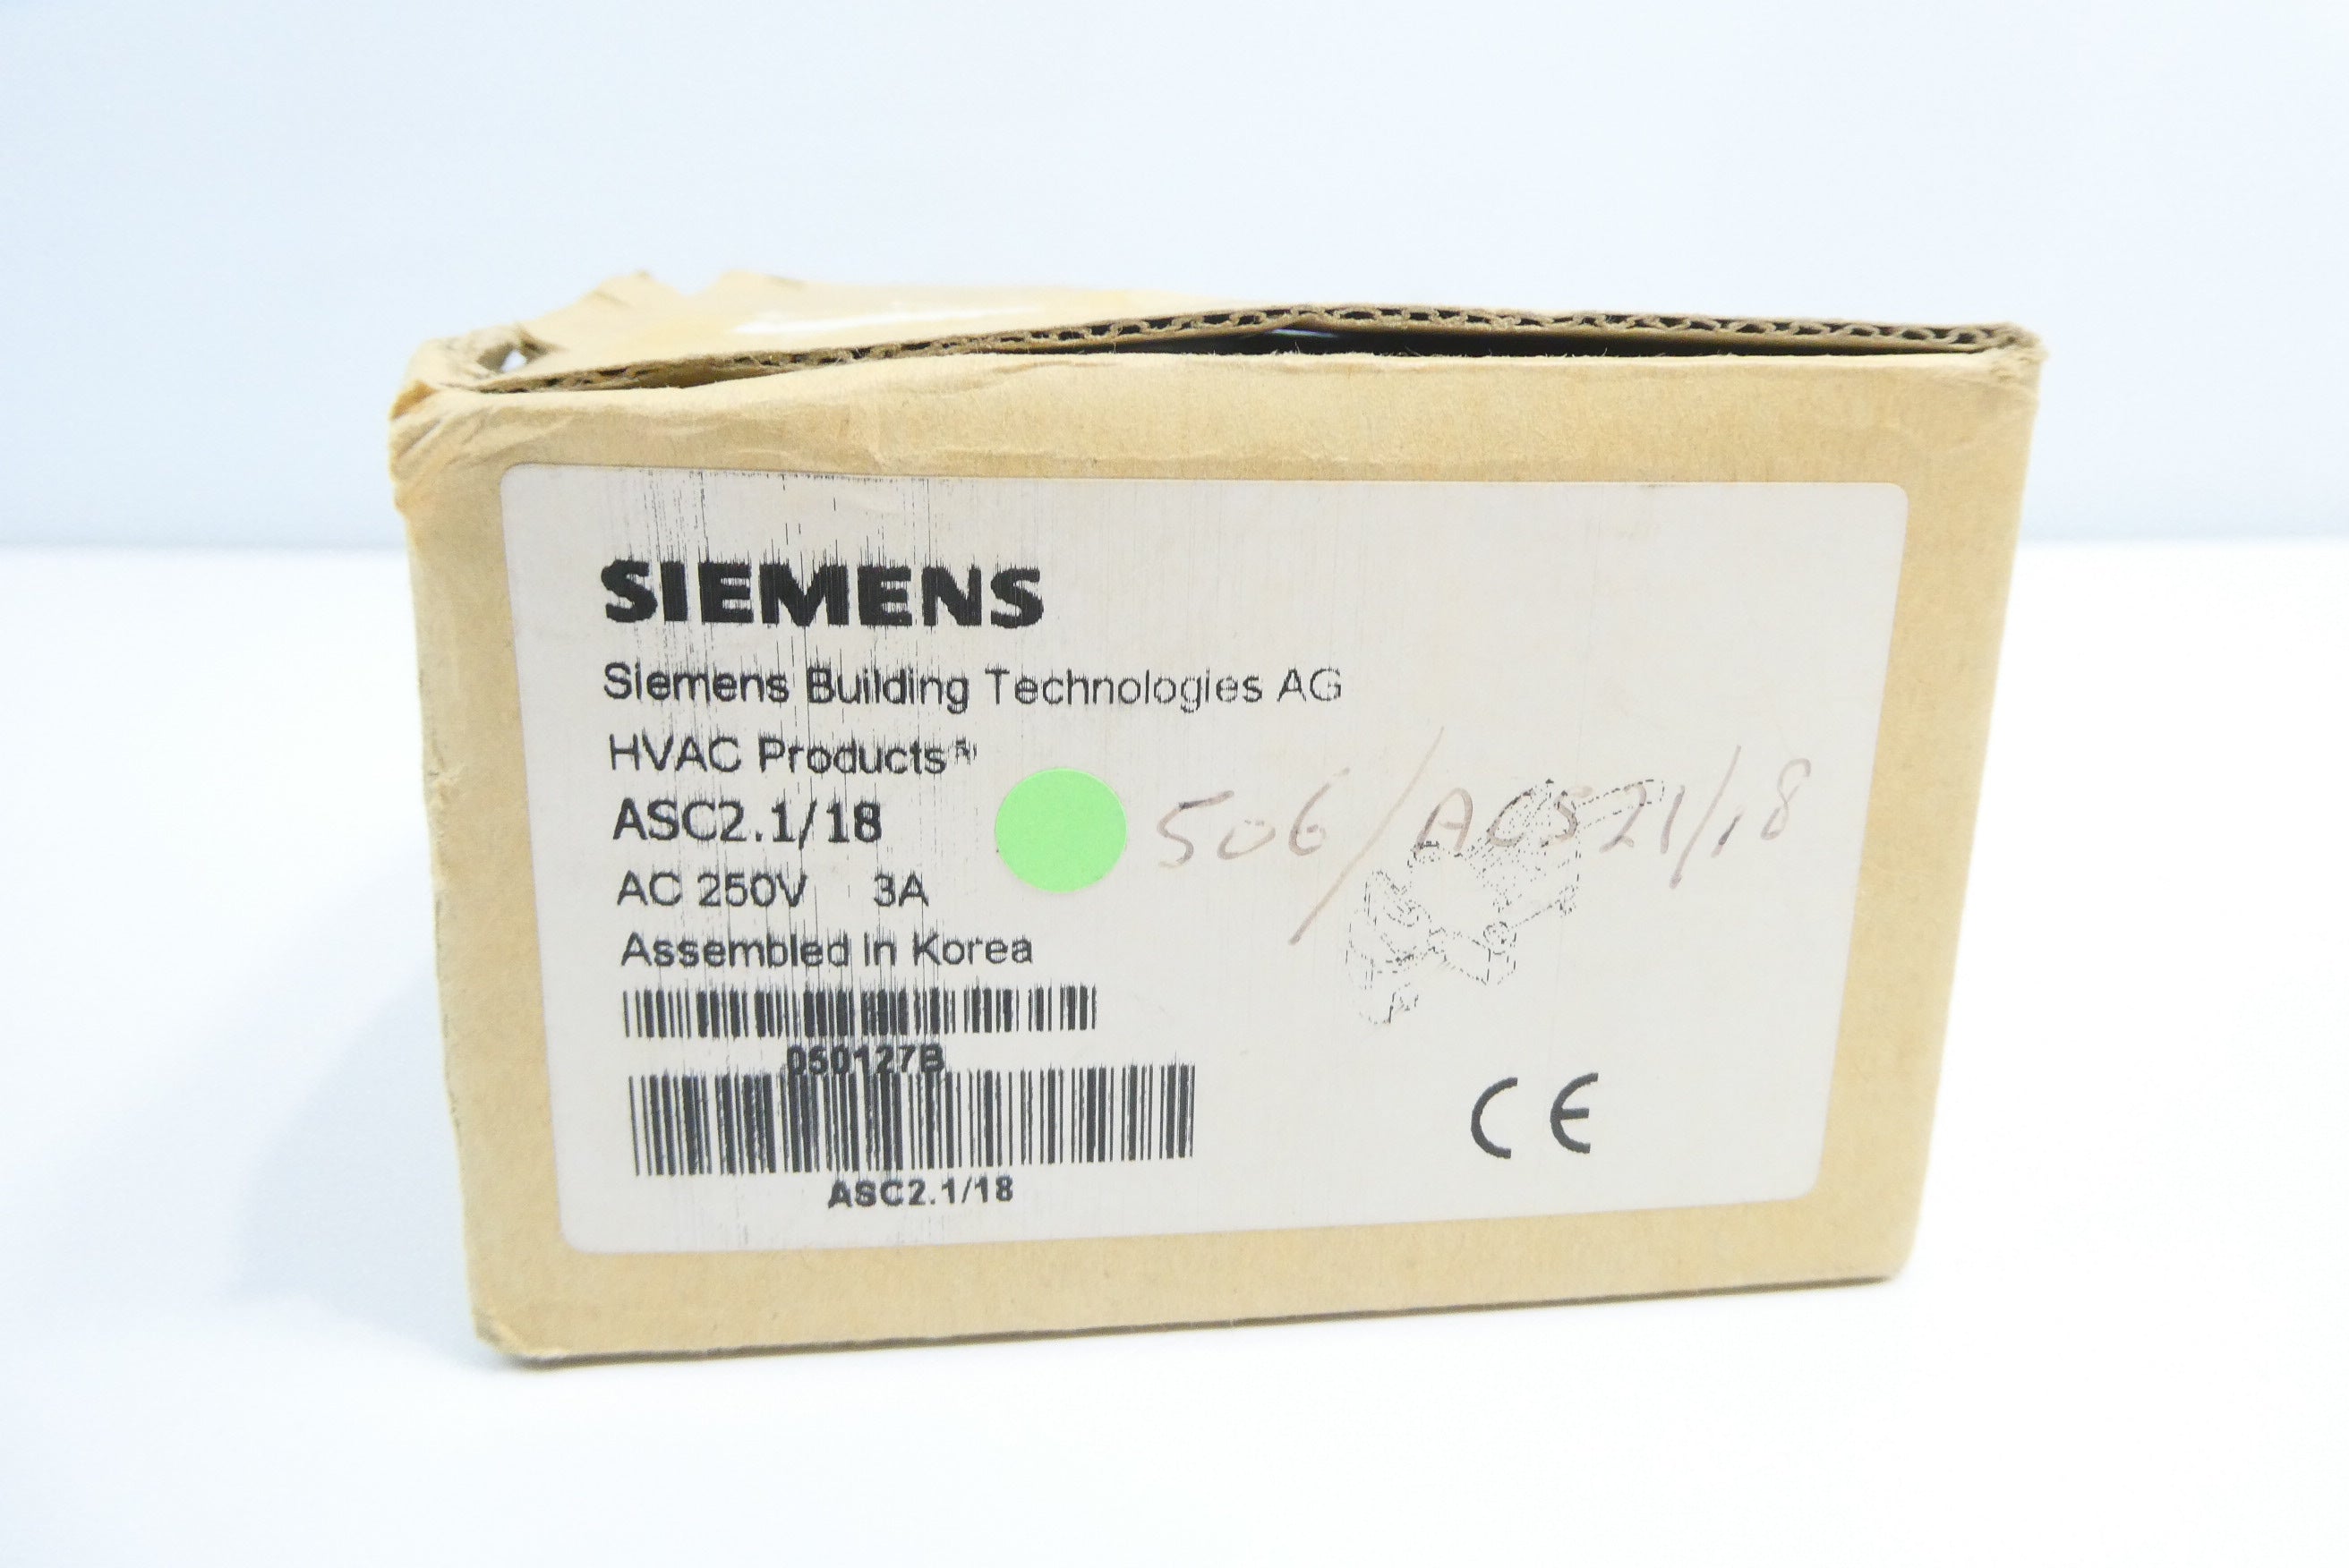 SIEMENS
Siemens Building Technologies AG
HVAC Products
ASC2.1/18
506/ACS21/18
AC 250V 3A
Assembled in Korea
050127B
ASC2.1/18
CE